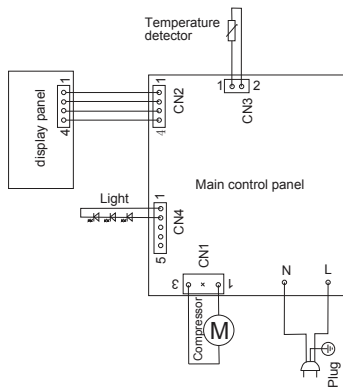 Temperature
detector
1 2
CN3
display panel
1
4
1
4
CN2
Main control panel
Light
1
5
CN4
CN1
3 1
Compressor
M
N L
Plug